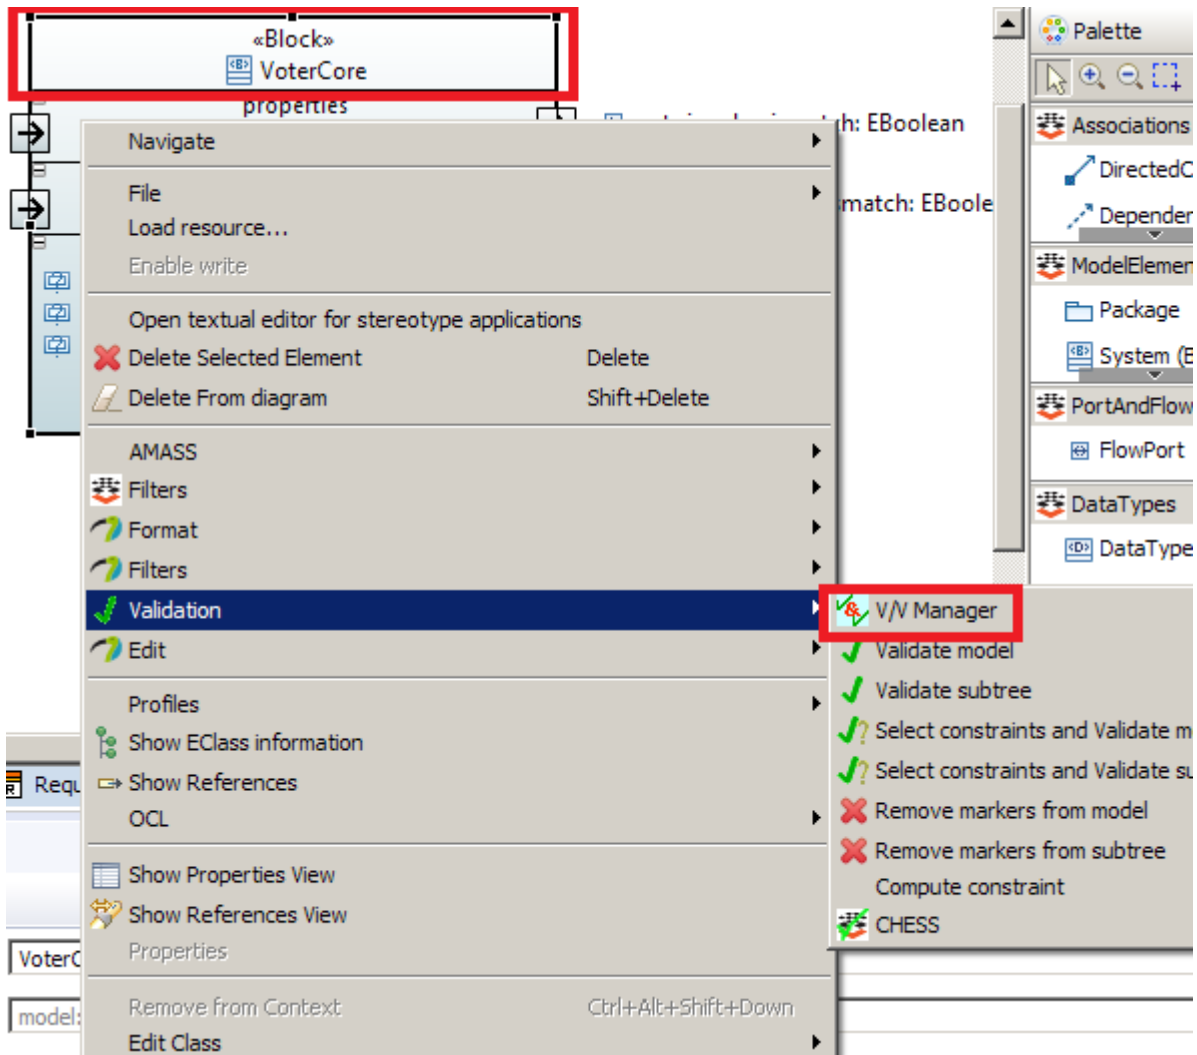 «Block»
VoterCore
properties
h: EBoolean
match: EBoole
Navigate
File
Load resource...
Enable write
Open textual editor for stereotype applications
Delete Selected Element Delete
Delete From diagram Shift+Delete
AMASS
Filters
Format
Filters
Validation
Edit
Profiles
Show EClass information
Show References
OCL
Show Properties View
Show References View
Properties
Remove from Context Ctrl+Alt+Shift+Down
Edit Class
V/V Manager
Validate model
Validate subtree
Select constraints and Validate m
Select constraints and Validate su
Remove markers from model
Remove markers from subtree
Compute constraint
CHESS
Palette
Associations
DirectedC
Depender
ModelElemen
Package
System (B
PortAndFlow
FlowPort
DataTypes
DataType
Requ
VoterC
model: